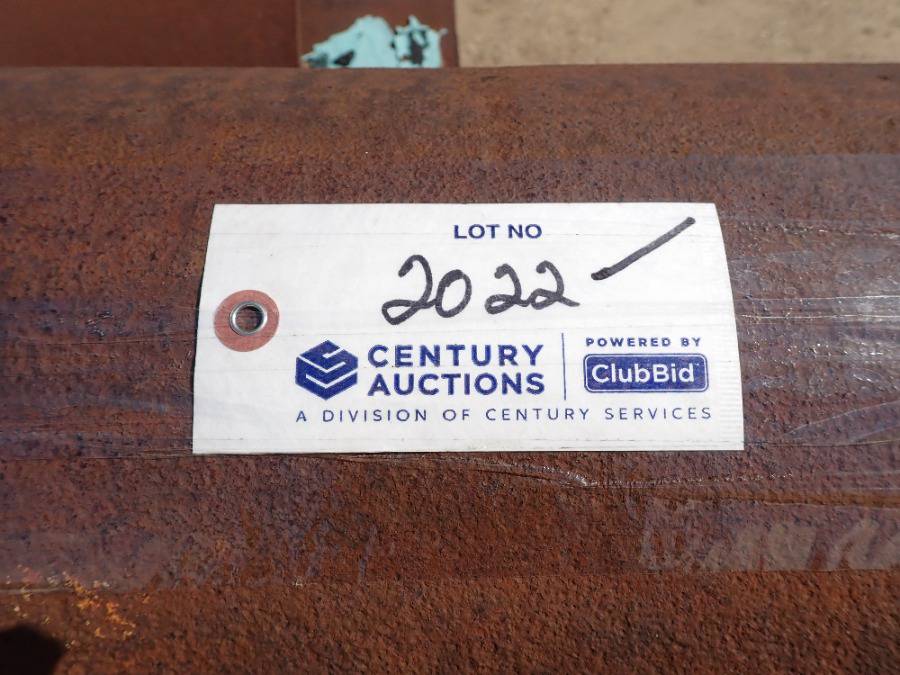 LOT NO
2022
CENTURY
AUCTIONS
A DIVISION OF CENTURY SERVICES
POWERED BY
ClubBid